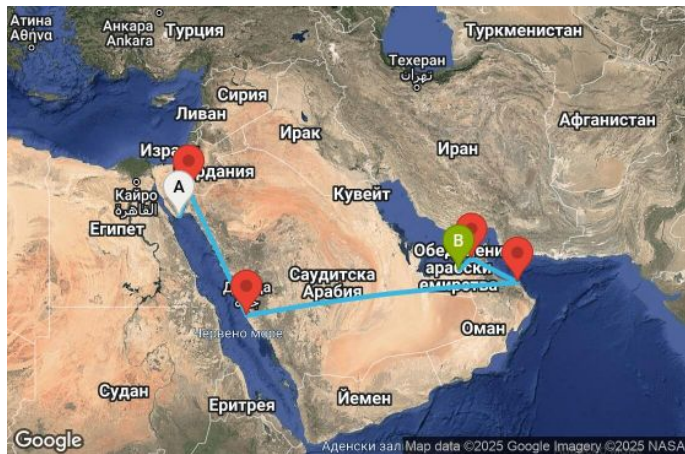 Атина
Αθήνα
Анкара
Ankara
Турция
Туркменистан
Техеран
تهران
Сирия
Ливан
Ирак
Иран
Афганистан
Изра
рдания
A
Кайро
القاهرة
Египет
Кувейт
B
Обединени
арабски
емирства
Саудитска
Арабия
Червено море
Оман
Судан
Еритрея
Йемен
Google
Аденски зал
Map data ©2025 Google Imagery ©2025 NASA